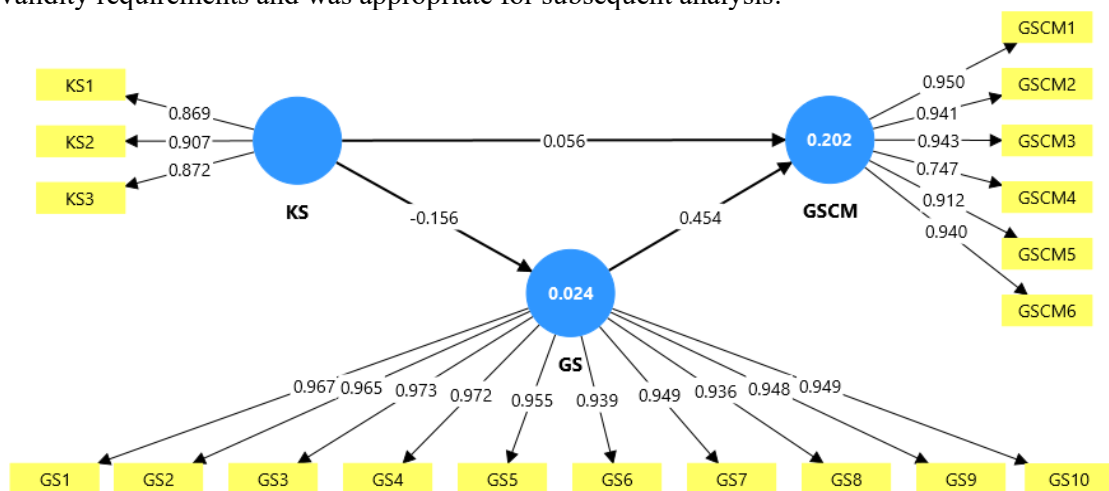 validity requirements and was appropriate for subsequent analysis.
GSCM1
KS1
0.950
GSCM2
0.869
0.941
KS2
0.907
0.056
0.202
0.943
GSCM3
0.872
0.747
KS3
GSCM4
KS
GSCM
0.912
-0.156
0.454
0.940
GSCM5
0.024
GSCM6
GS
0.967 0.965 0.973 0.972 0.955 0.939 0.949 0.936 0.948 0.949
GS1 GS2 GS3 GS4 GS5 GS6 GS7 GS8 GS9 GS10